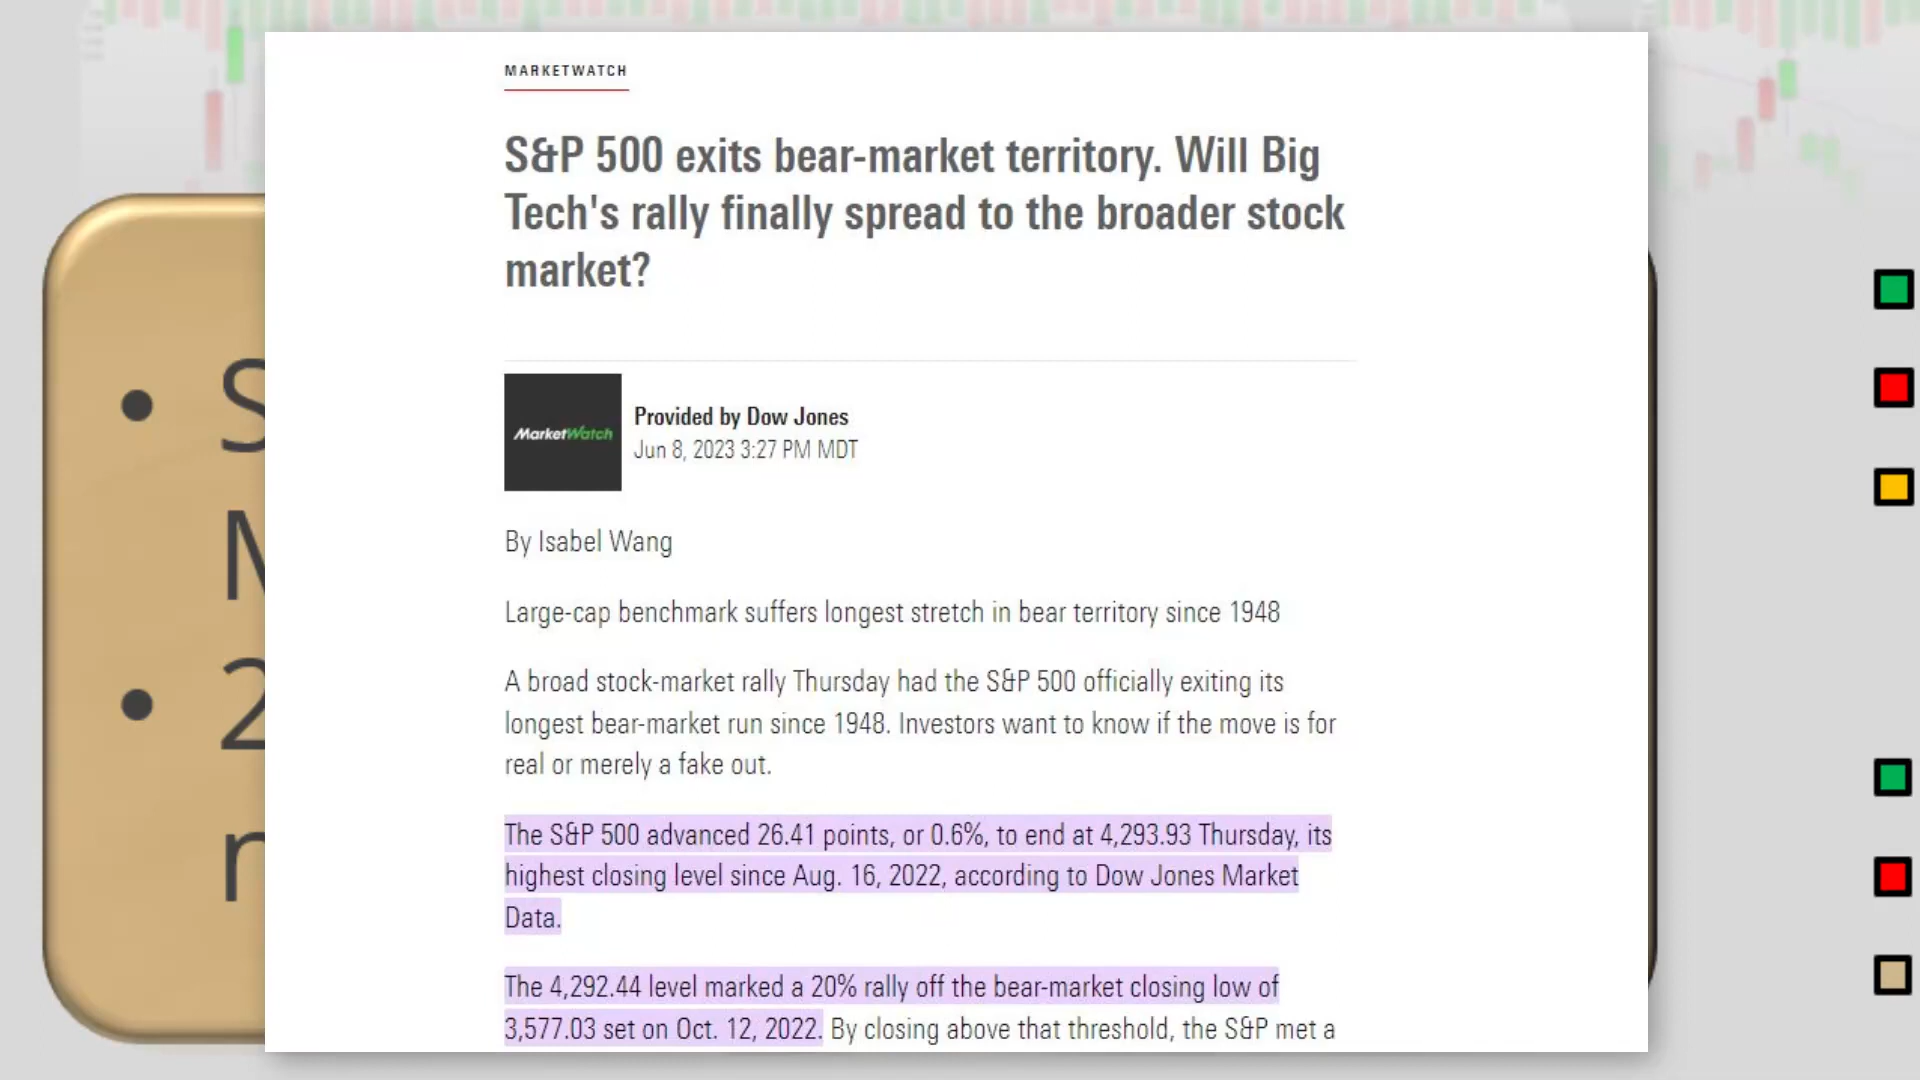 MARKETWATCH
S&P 500 exits bear-market territory. Will Big
Tech's rally finally spread to the broader stock
market?
MarketWatch
Provided by Dow Jones
Jun 8, 2023 3:27 PM MDT
By Isabel Wang
Large-cap benchmark suffers longest stretch in bear territory since 1948
A broad stock-market rally Thursday had the S&P 500 officially exiting its
longest bear-market run since 1948. Investors want to know if the move is for
real or merely a fake out.
The S&P 500 advanced 26.41 points, or 0.6%, to end at 4,293.93 Thursday, its
highest closing level since Aug. 16, 2022, according to Dow Jones Market
Data.
The 4,292.44 level marked a 20% rally off the bear-market closing low of
3,577.03 set on Oct. 12, 2022. By closing above that threshold, the S&P met a